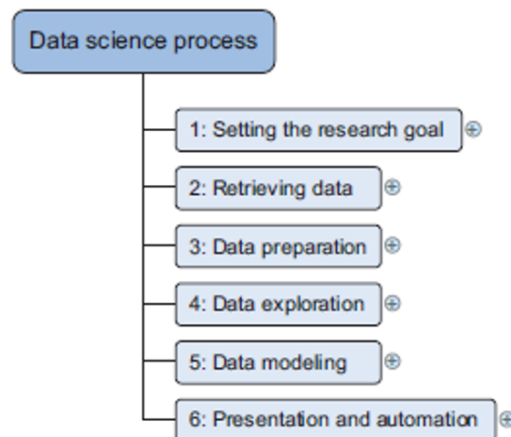 Data science process
1: Setting the research goal
2: Retrieving data
3: Data preparation
4: Data exploration
5: Data modeling
6: Presentation and automation